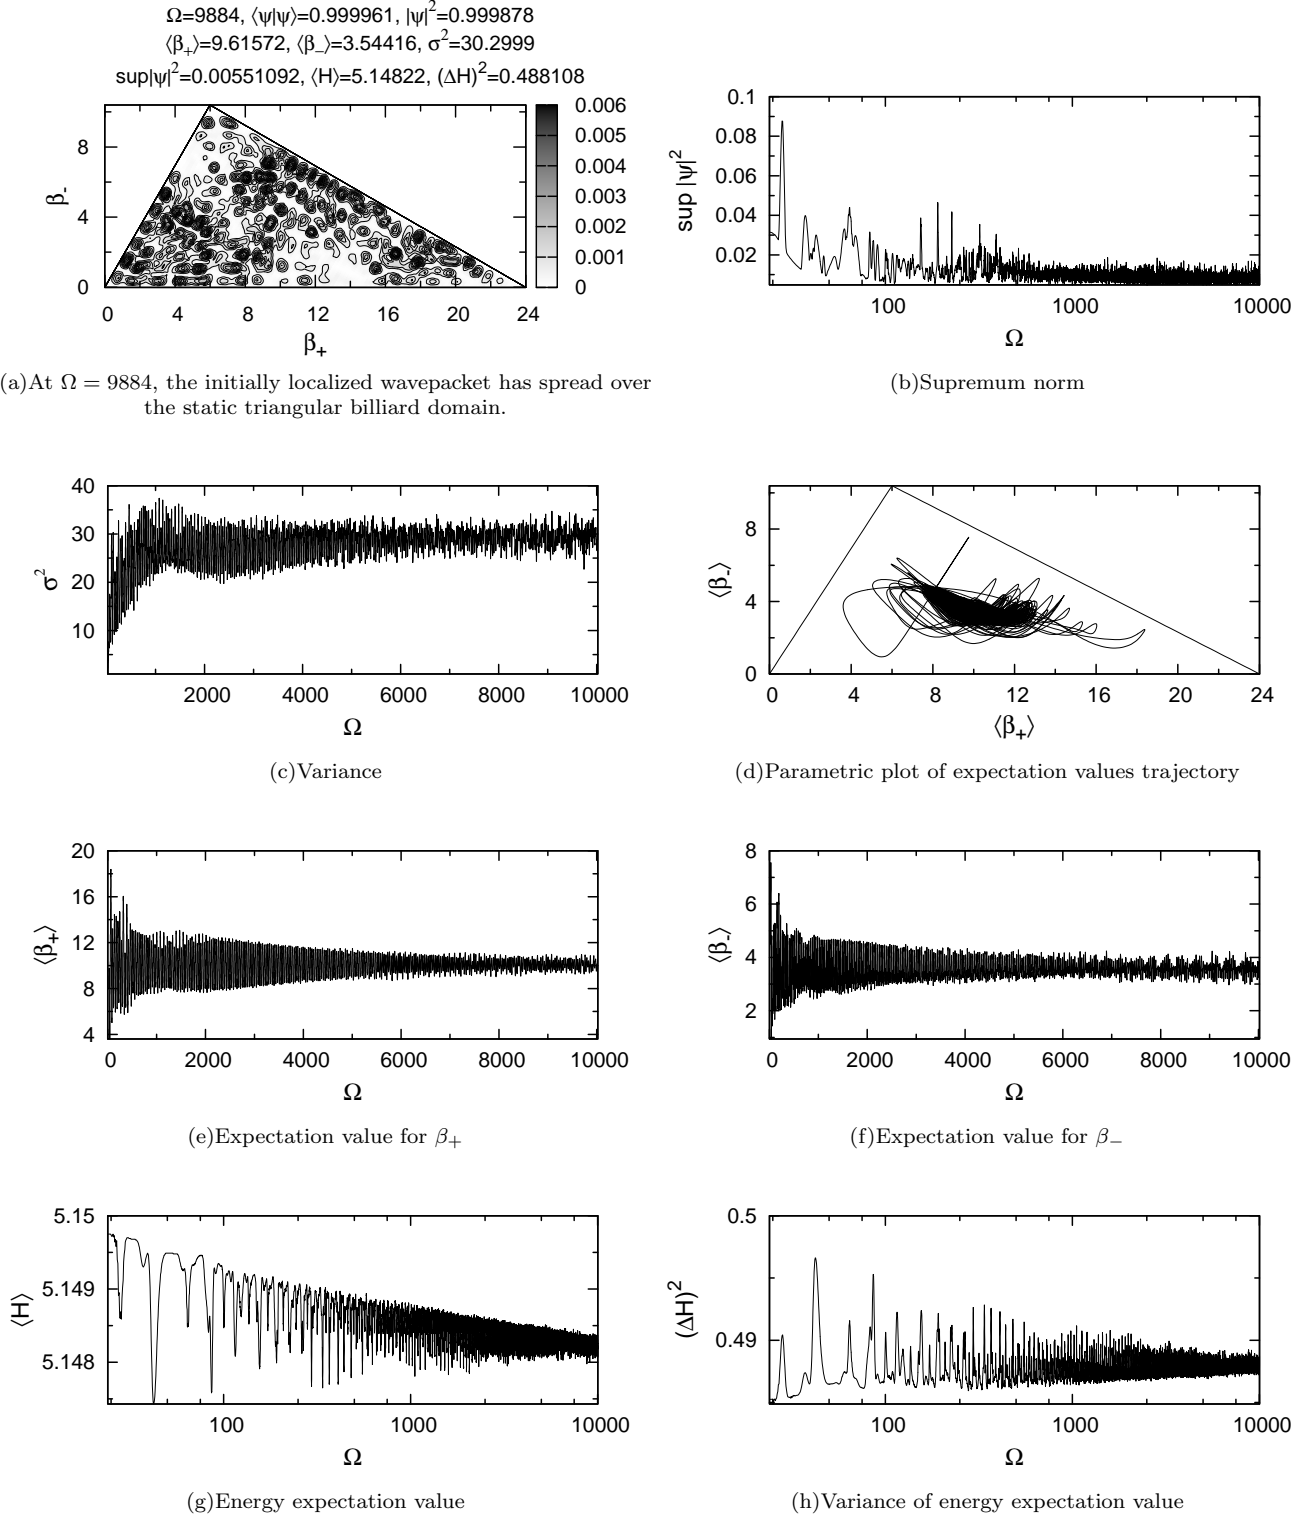 Ω=9884, ⟨ψ|ψ⟩=0.999961, |ψ|²=0.999878
⟨β₊⟩=9.61572, ⟨β₋⟩=3.54416, σ²=30.2999
sup|ψ|²=0.00551092, ⟨H⟩=5.14822, (ΔH)²=0.488108
0.006
0.005
0.004
0.003
0.002
0.001
0
8
4
0
β₋
0 4 8 12 16 20 24
β₊
(a)At Ω = 9884, the initially localized wavepacket has spread over
the static triangular billiard domain.
0.1
0.08
0.06
0.04
0.02
sup |ψ|²
100 1000 10000
Ω
(b)Supremum norm
40
30
20
10
σ²
2000 4000 6000 8000 10000
Ω
(c)Variance
8
4
0
⟨β₋⟩
0 4 8 12 16 20 24
⟨β₊⟩
(d)Parametric plot of expectation values trajectory
20
16
12
8
4
⟨β₊⟩
0 2000 4000 6000 8000 10000
Ω
(e)Expectation value for β₊
8
6
4
2
⟨β₋⟩
0 2000 4000 6000 8000 10000
Ω
(f)Expectation value for β₋
5.15
5.149
5.148
⟨H⟩
100 1000 10000
Ω
(g)Energy expectation value
0.5
0.49
(ΔH)²
100 1000 10000
Ω
(h)Variance of energy expectation value